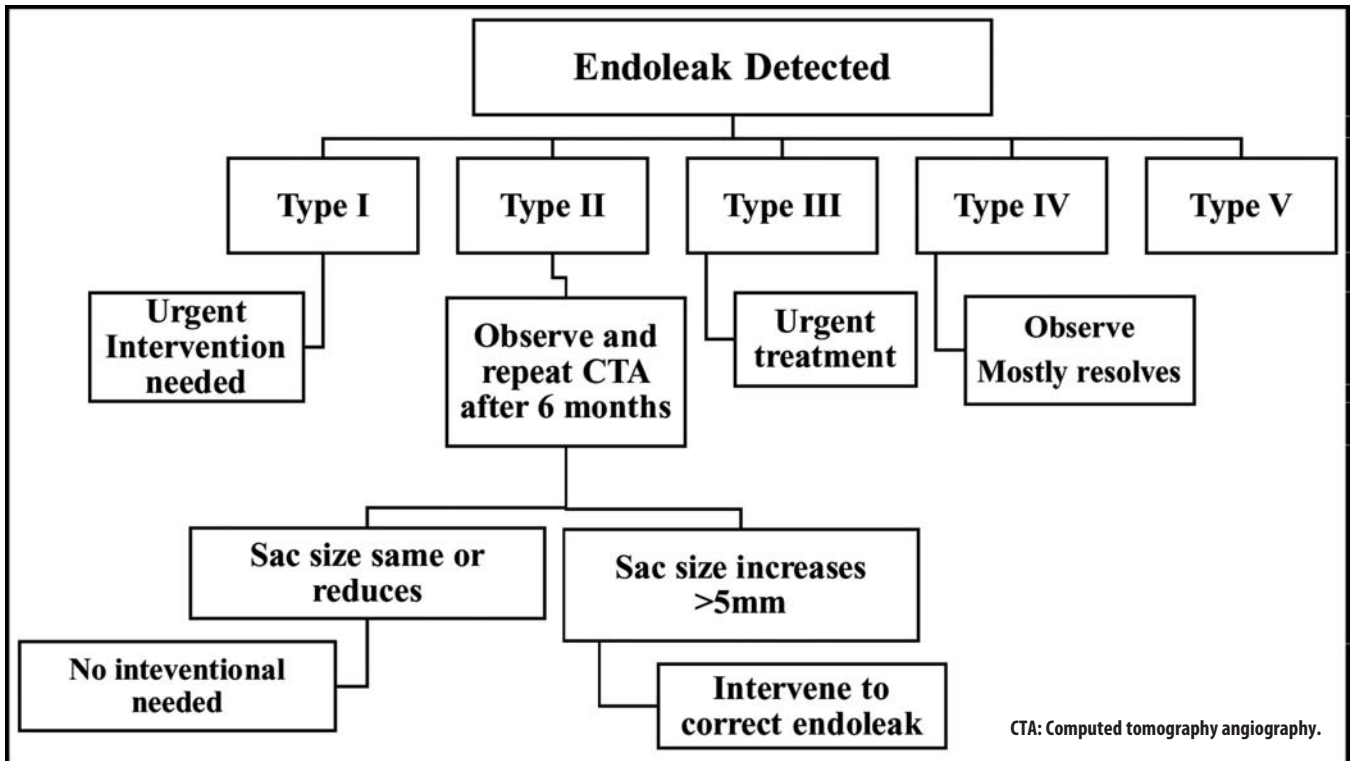 Endoleak Detected
Type I
Type II
Type III
Type IV
Type V
Urgent
Intervention
needed
Observe and
repeat CTA
after 6 months
Urgent
treatment
Observe
Mostly resolves
Sac size same or
reduces
Sac size increases
>5mm
No inteventional
needed
Intervene to
correct endoleak
CTA: Computed tomography angiography.